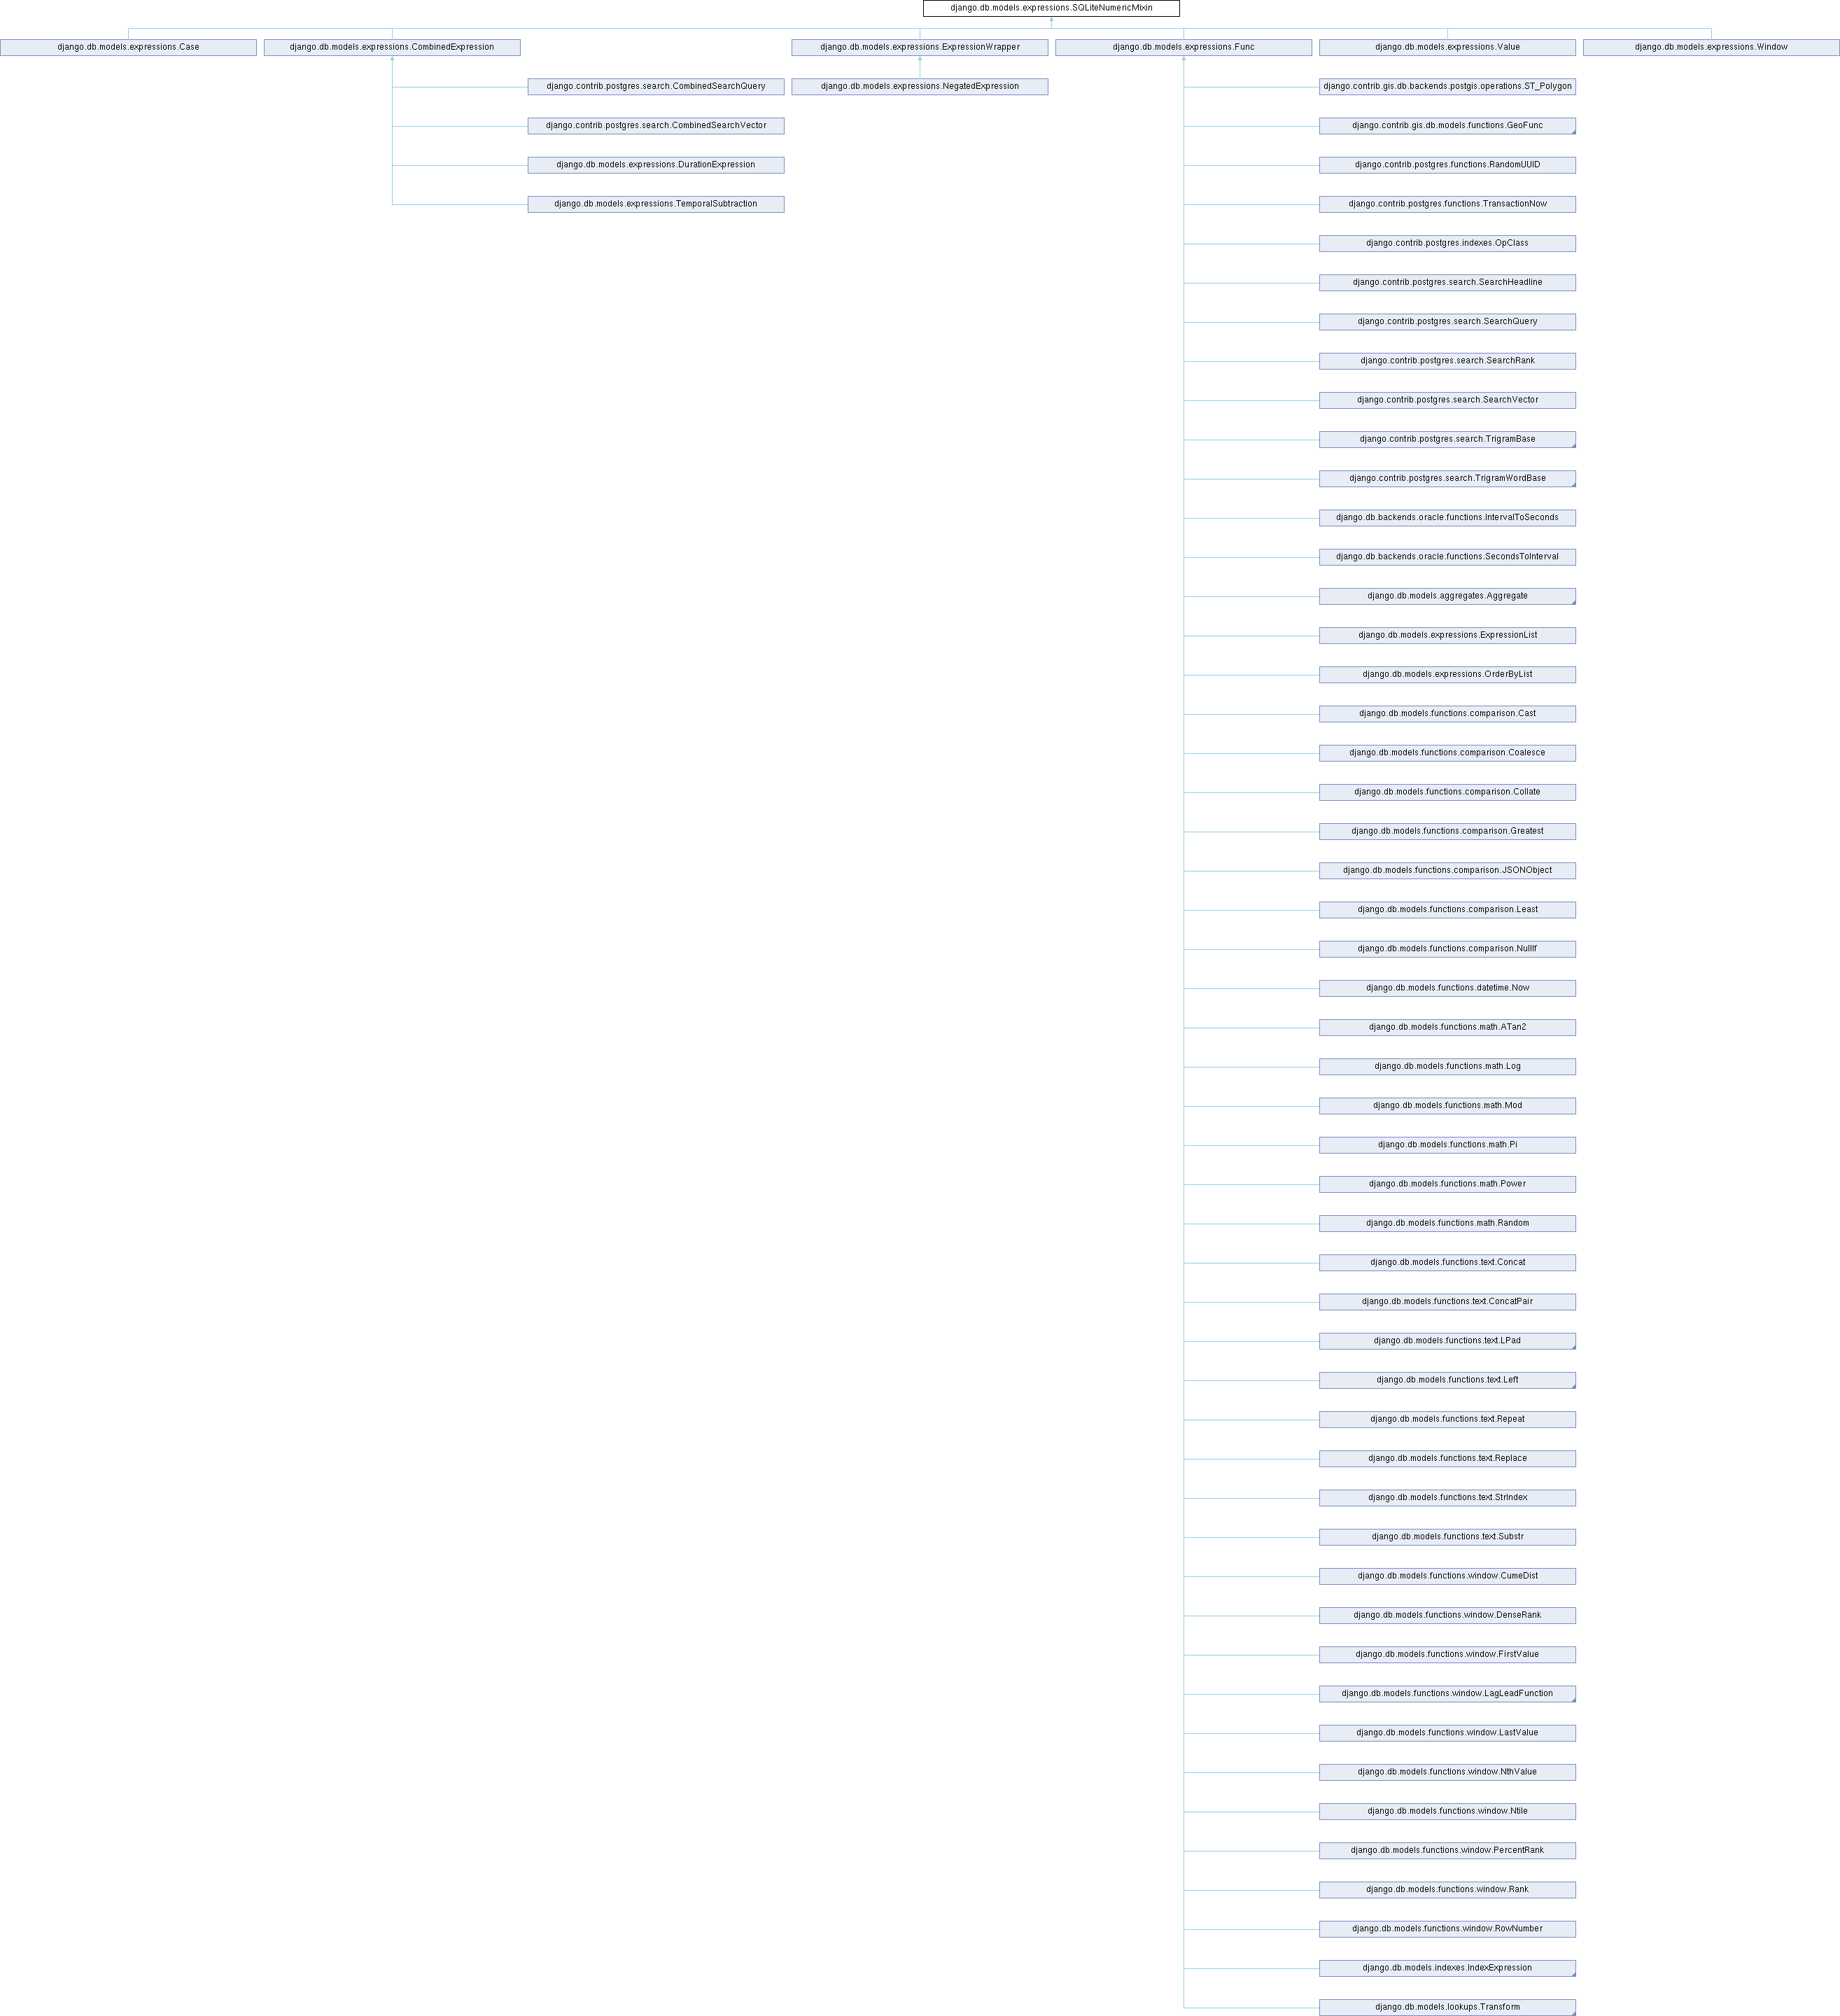 django.db.models.expressions.SQLiteNumericMixin
django.db.models.expressions.Case
django.db.models.expressions.CombinedExpression
django.db.models.expressions.ExpressionWrapper
django.db.models.expressions.Func
django.db.models.expressions.Value
django.db.models.expressions.Window
django.contrib.postgres.search.CombinedSearchQuery
django.db.models.expressions.NegatedExpression
django.contrib.gis.db.backends.postgis.operations.ST_Polygon
django.contrib.postgres.search.CombinedSearchVector
django.contrib.gis.db.models.functions.GeoFunc
django.db.models.expressions.DurationExpression
django.contrib.postgres.functions.RandomUUID
django.db.models.expressions.TemporalSubtraction
django.contrib.postgres.functions.TransactionNow
django.contrib.postgres.indexes.OpClass
django.contrib.postgres.search.SearchHeadline
django.contrib.postgres.search.SearchQuery
django.contrib.postgres.search.SearchRank
django.contrib.postgres.search.SearchVector
django.contrib.postgres.search.TrigramBase
django.contrib.postgres.search.TrigramWordBase
django.db.backends.oracle.functions.IntervalToSeconds
django.db.backends.oracle.functions.SecondsToInterval
django.db.models.aggregates.Aggregate
django.db.models.expressions.ExpressionList
django.db.models.expressions.OrderByList
django.db.models.functions.comparison.Cast
django.db.models.functions.comparison.Coalesce
django.db.models.functions.comparison.Collate
django.db.models.functions.comparison.Greatest
django.db.models.functions.comparison.JSONObject
django.db.models.functions.comparison.Least
django.db.models.functions.comparison.NullIf
django.db.models.functions.datetime.Now
django.db.models.functions.math.ATan2
django.db.models.functions.math.Log
django.db.models.functions.math.Mod
django.db.models.functions.math.Pi
django.db.models.functions.math.Power
django.db.models.functions.math.Random
django.db.models.functions.text.Concat
django.db.models.functions.text.ConcatPair
django.db.models.functions.text.LPad
django.db.models.functions.text.Left
django.db.models.functions.text.Repeat
django.db.models.functions.text.Replace
django.db.models.functions.text.StrIndex
django.db.models.functions.text.Substr
django.db.models.functions.window.CumeDist
django.db.models.functions.window.DenseRank
django.db.models.functions.window.FirstValue
django.db.models.functions.window.LagLeadFunction
django.db.models.functions.window.LastValue
django.db.models.functions.window.NthValue
django.db.models.functions.window.Ntile
django.db.models.functions.window.PercentRank
django.db.models.functions.window.Rank
django.db.models.functions.window.RowNumber
django.db.models.indexes.IndexExpression
django.db.models.lookups.Transform